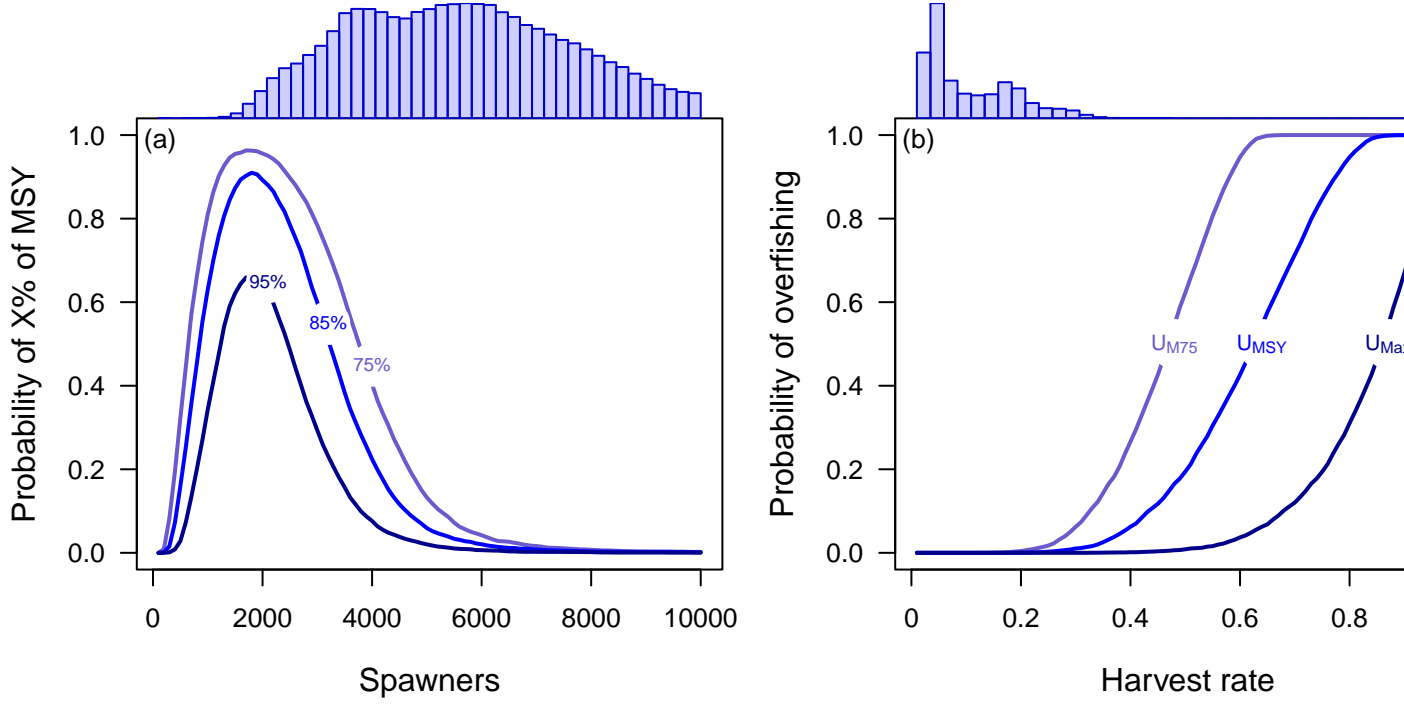 (a)
Probability of X% of MSY
1.0
0.8
0.6
0.4
0.2
0.0
95%
85%
75%
0 2000 4000 6000 8000 10000
Spawners
(b)
Probability of overfishing
1.0
0.8
0.6
0.4
0.2
0.0
UM75 UMSY
0 0.2 0.4 0.6 0.8
Harvest rate